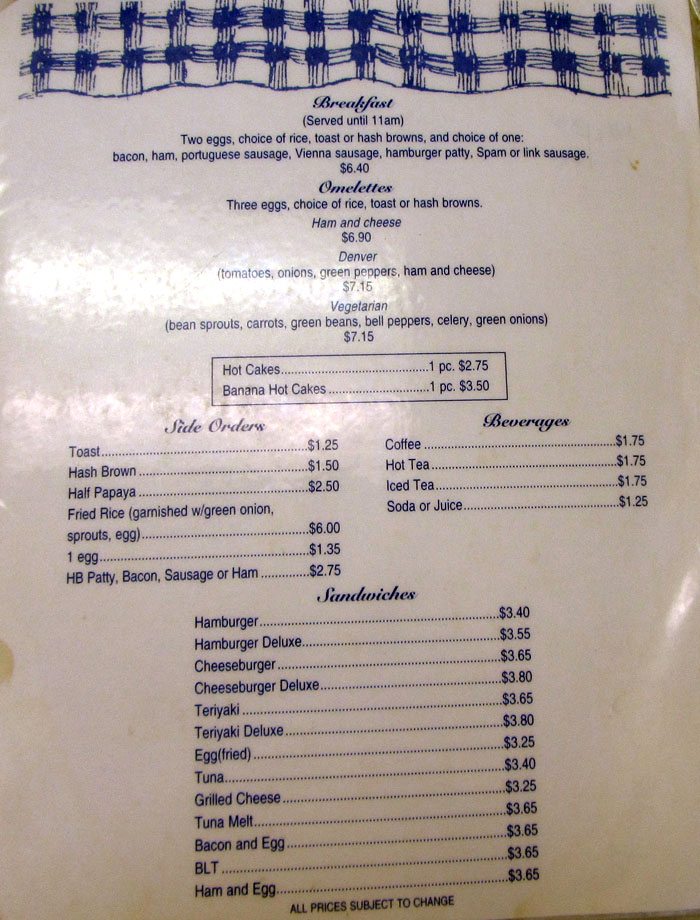 Breakfast
(Served until 11am)
Two eggs, choice of rice, toast or hash browns, and choice of one:
bacon, ham, portuguese sausage, Vienna sausage, hamburger patty, Spam or link sausage.
$6.40
Omelettes
Three eggs, choice of rice, toast or hash browns.
Ham and cheese
$6.90
Denver
(tomatoes, onions, green peppers, ham and cheese)
$7.15
Vegetarian
(bean sprouts, carrots, green beans, bell peppers, celery, green onions)
$7.15
Hot Cakes..........1 pc. $2.75
Banana Hot Cakes..........1 pc. $3.50
Side Orders
Toast..........$1.25
Hash Brown..........$1.50
Half Papaya..........$2.50
Fried Rice (garnished w/green onion,
sprouts, egg)..........$6.00
1 egg..........$1.35
HB Patty, Bacon, Sausage or Ham..........$2.75
Beverages
Coffee..........$1.75
Hot Tea..........$1.75
Iced Tea..........$1.75
Soda or Juice..........$1.25
Sandwiches
Hamburger..........$3.40
Hamburger Deluxe..........$3.55
Cheeseburger..........$3.65
Cheeseburger Deluxe..........$3.80
Teriyaki..........$3.65
Teriyaki Deluxe..........$3.80
Egg(fried)..........$3.25
Tuna..........$3.40
Grilled Cheese..........$3.25
Tuna Melt..........$3.65
Bacon and Egg..........$3.65
BLT..........$3.65
Ham and Egg..........$3.65
ALL PRICES SUBJECT TO CHANGE